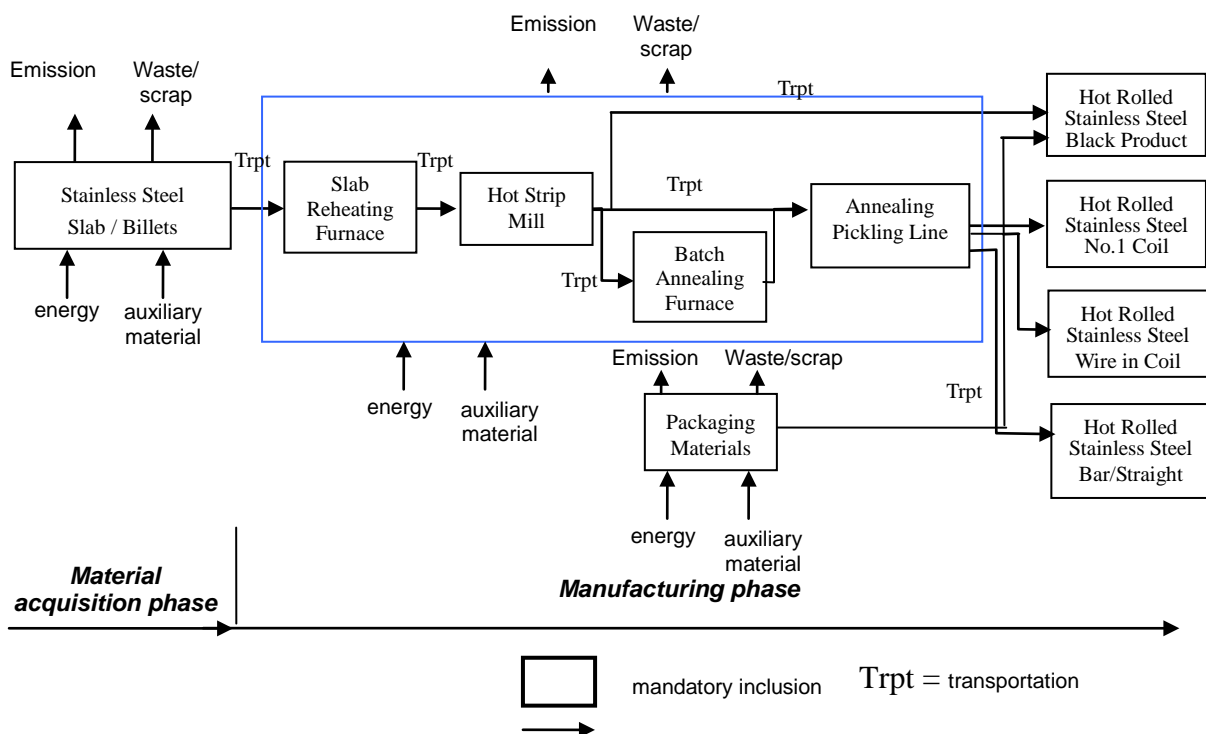 Emission
Waste/
scrap
Emission
Waste/
scrap
Trpt
Hot Rolled
Stainless Steel
Black Product
Trpt
Stainless Steel
Slab / Billets
Slab
Reheating
Furnace
Trpt
Hot Strip
Mill
Trpt
Annealing
Pickling Line
Hot Rolled
Stainless Steel
No.1 Coil
Trpt
Batch
Annealing
Furnace
energy
auxiliary
material
Hot Rolled
Stainless Steel
Wire in Coil
energy
auxiliary
material
Emission
Waste/scrap
Trpt
Packaging
Materials
Hot Rolled
Stainless Steel
Bar/Straight
energy
auxiliary
material
Material
acquisition phase
Manufacturing phase
mandatory inclusion
Trpt = transportation